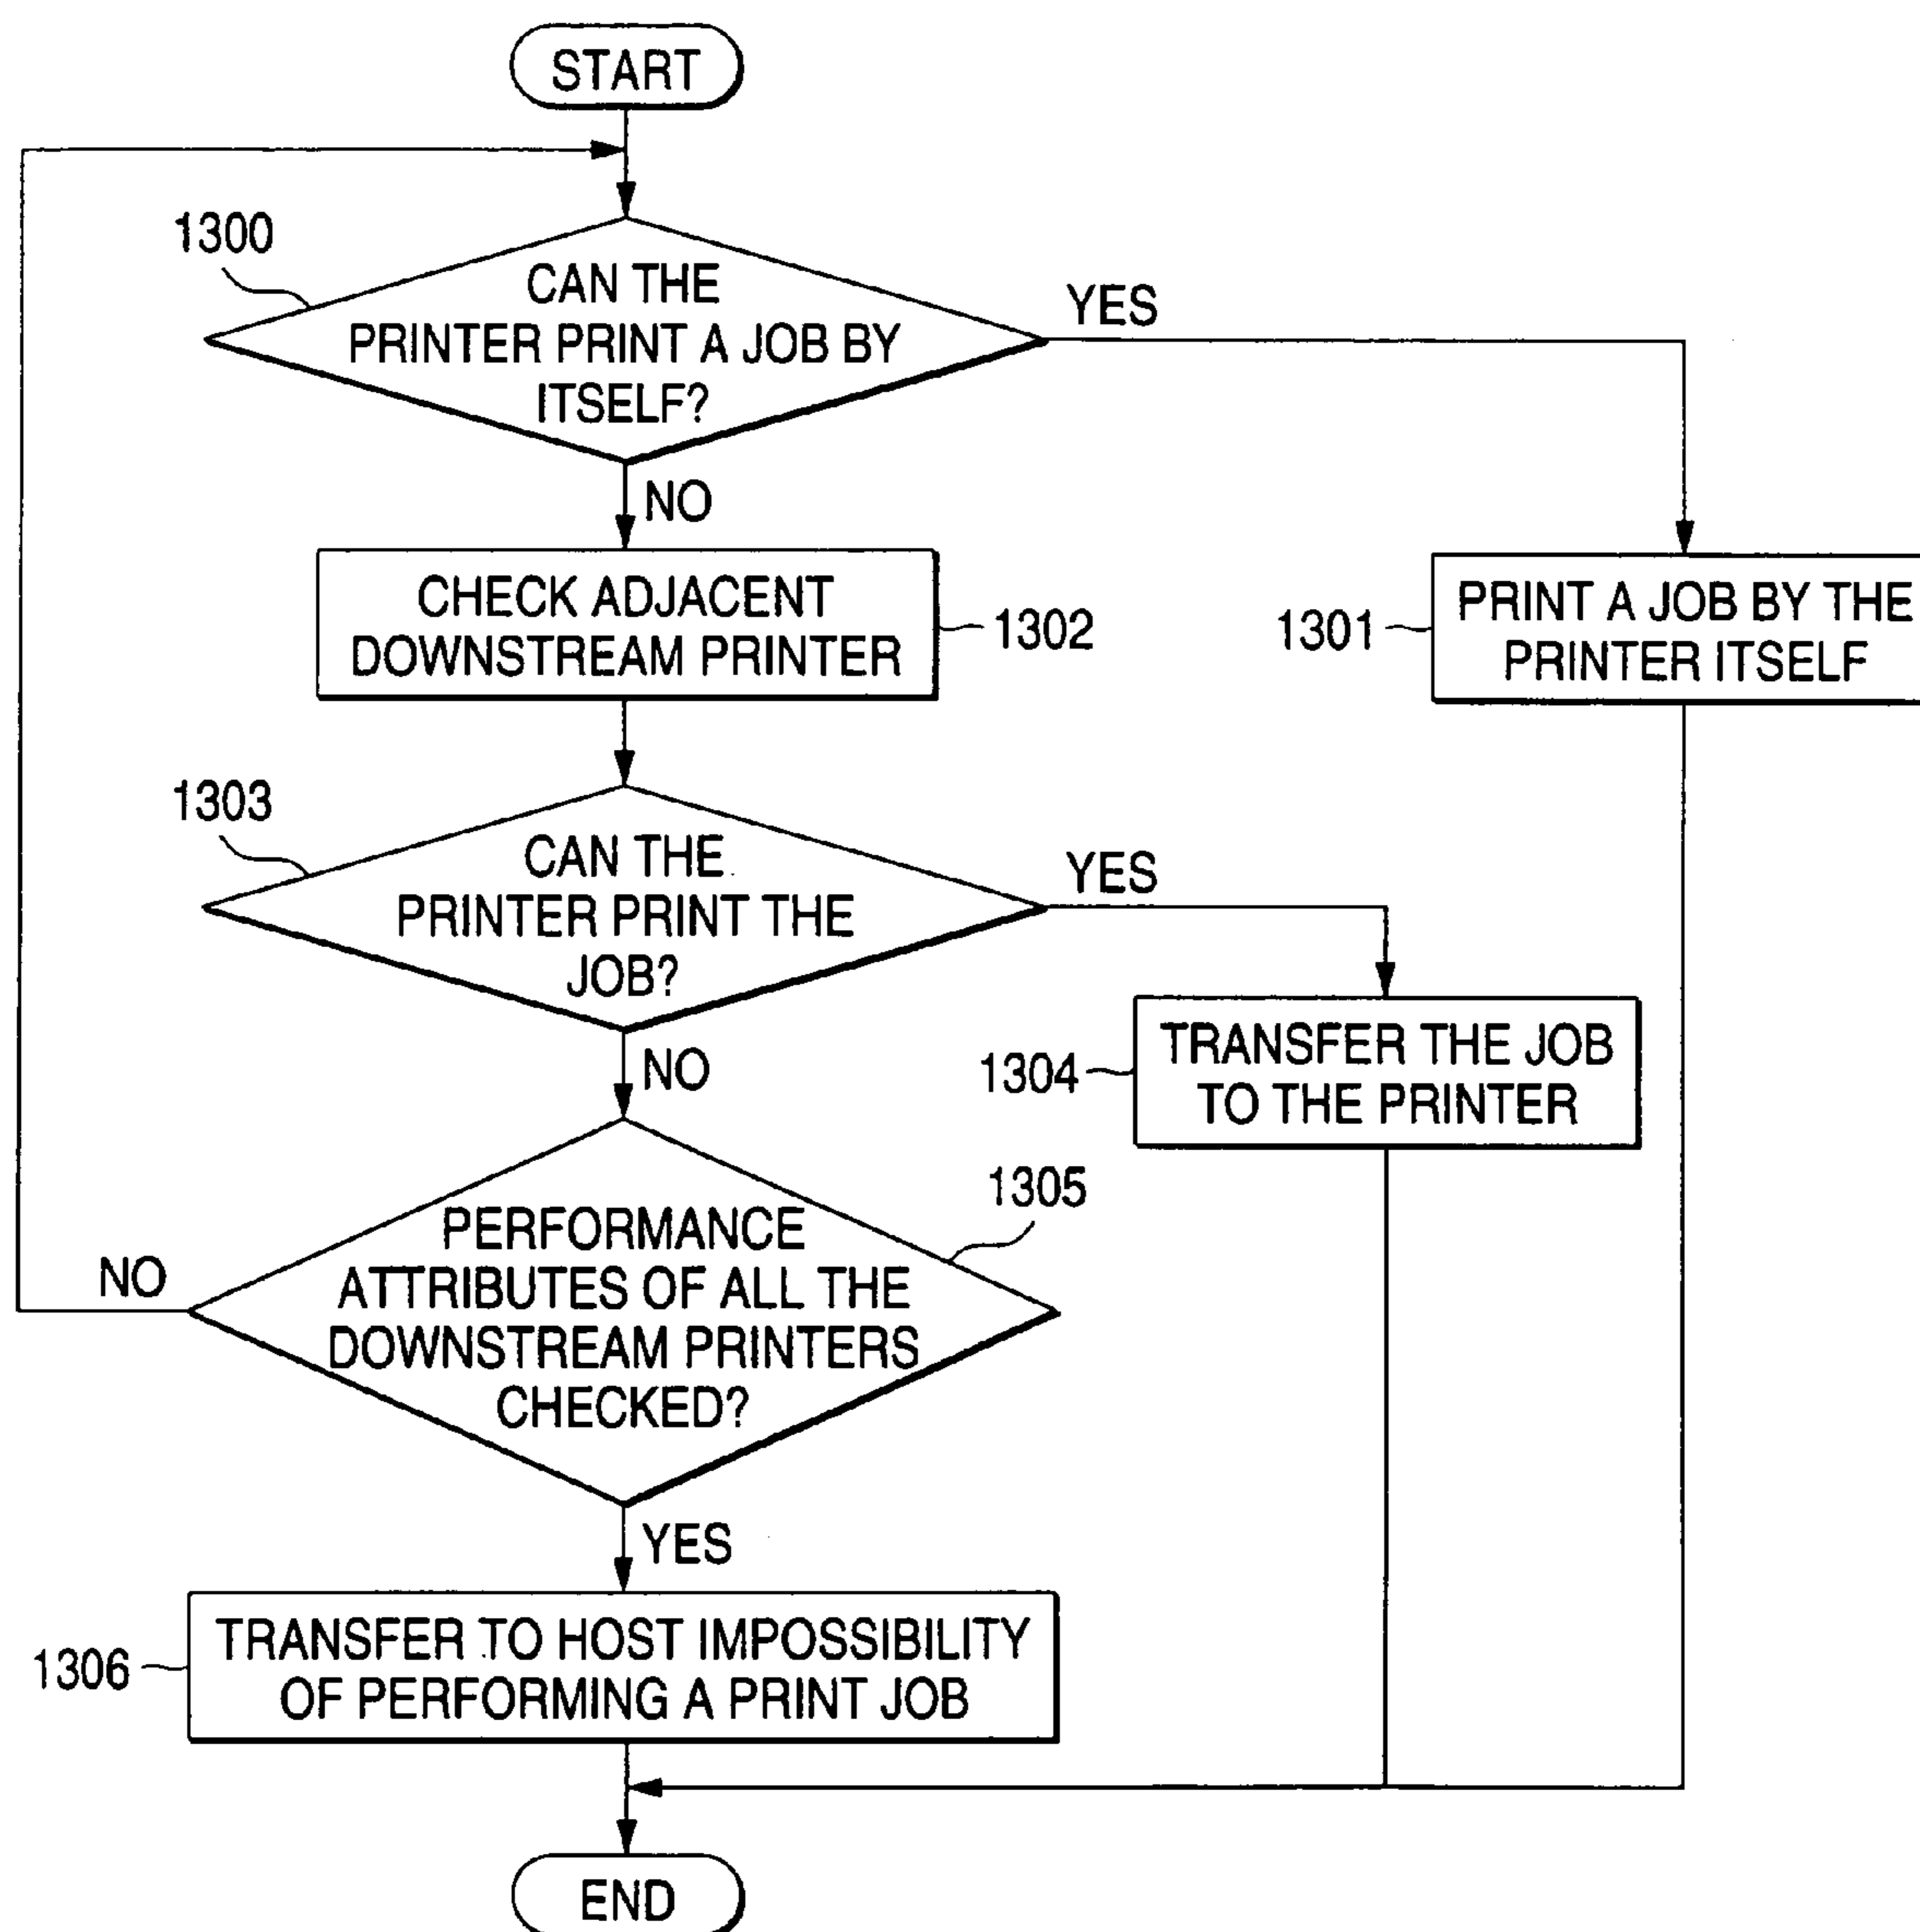 START
1300
CAN THE
PRINTER PRINT A JOB BY
ITSELF?
YES
NO
CHECK ADJACENT
DOWNSTREAM PRINTER
1302
1301
PRINT A JOB BY THE
PRINTER ITSELF
1303
CAN THE
PRINTER PRINT THE
JOB?
YES
NO
1304
TRANSFER THE JOB
TO THE PRINTER
1305
PERFORMANCE
ATTRIBUTES OF ALL THE
DOWNSTREAM PRINTERS
CHECKED?
NO
YES
1306
TRANSFER TO HOST IMPOSSIBILITY
OF PERFORMING A PRINT JOB
END